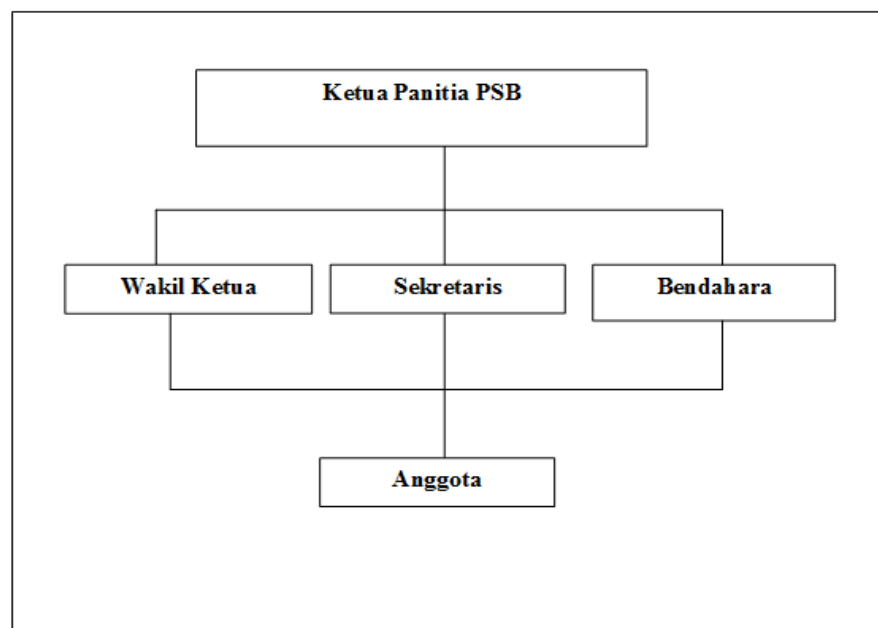 Ketua Panitia PSB
Wakil Ketua
Sekretaris
Bendahara
Anggota